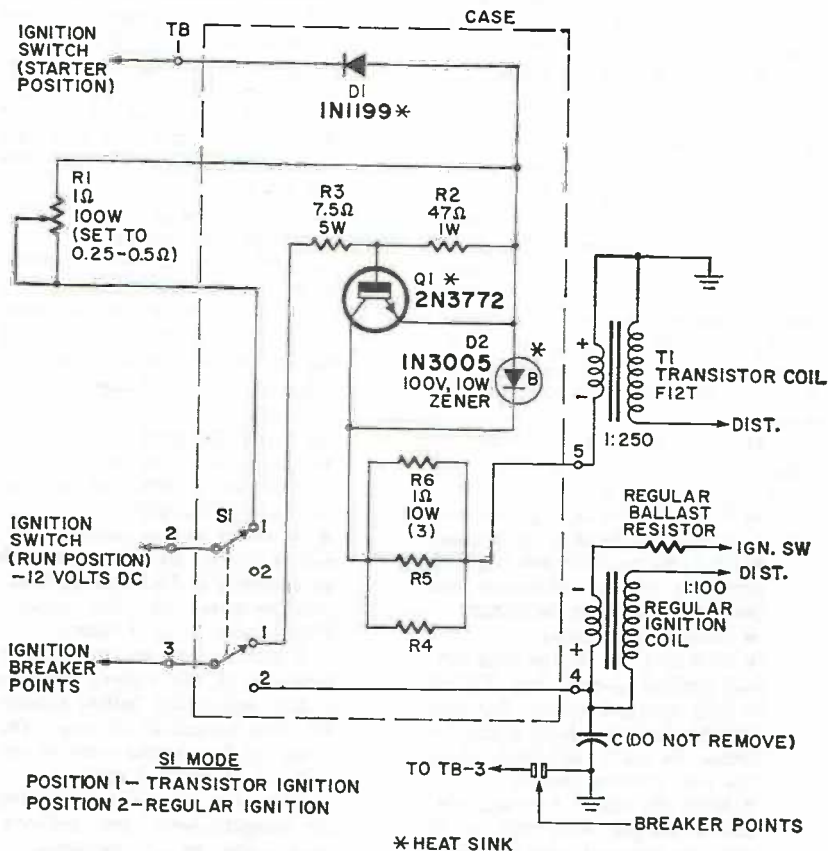 CASE
IGNITION
SWITCH
(STARTER
POSITION)
TB
1
D1
1N1199*
R1
1Ω
100W
(SET TO
0.25-0.5Ω)
R3
7.5Ω
5W
R2
47Ω
1W
Q1 *
2N3772
D2
1N3005
100V, 10W
ZENER
*
B
+
-
T1
TRANSISTOR COIL
F12T
DIST.
1:250
5
R6
1Ω
10W
(3)
R5
R4
REGULAR
BALLAST
RESISTOR
IGN. SW
DIST.
1:100
REGULAR
IGNITION
COIL
-
+
IGNITION
SWITCH
(RUN POSITION)
-12 VOLTS DC
2
S1
1
2
IGNITION
BREAKER
POINTS
3
1
2
4
C (DO NOT REMOVE)
S1 MODE
POSITION 1- TRANSISTOR IGNITION
POSITION 2-REGULAR IGNITION
TO TB-3
BREAKER POINTS
*HEAT SINK